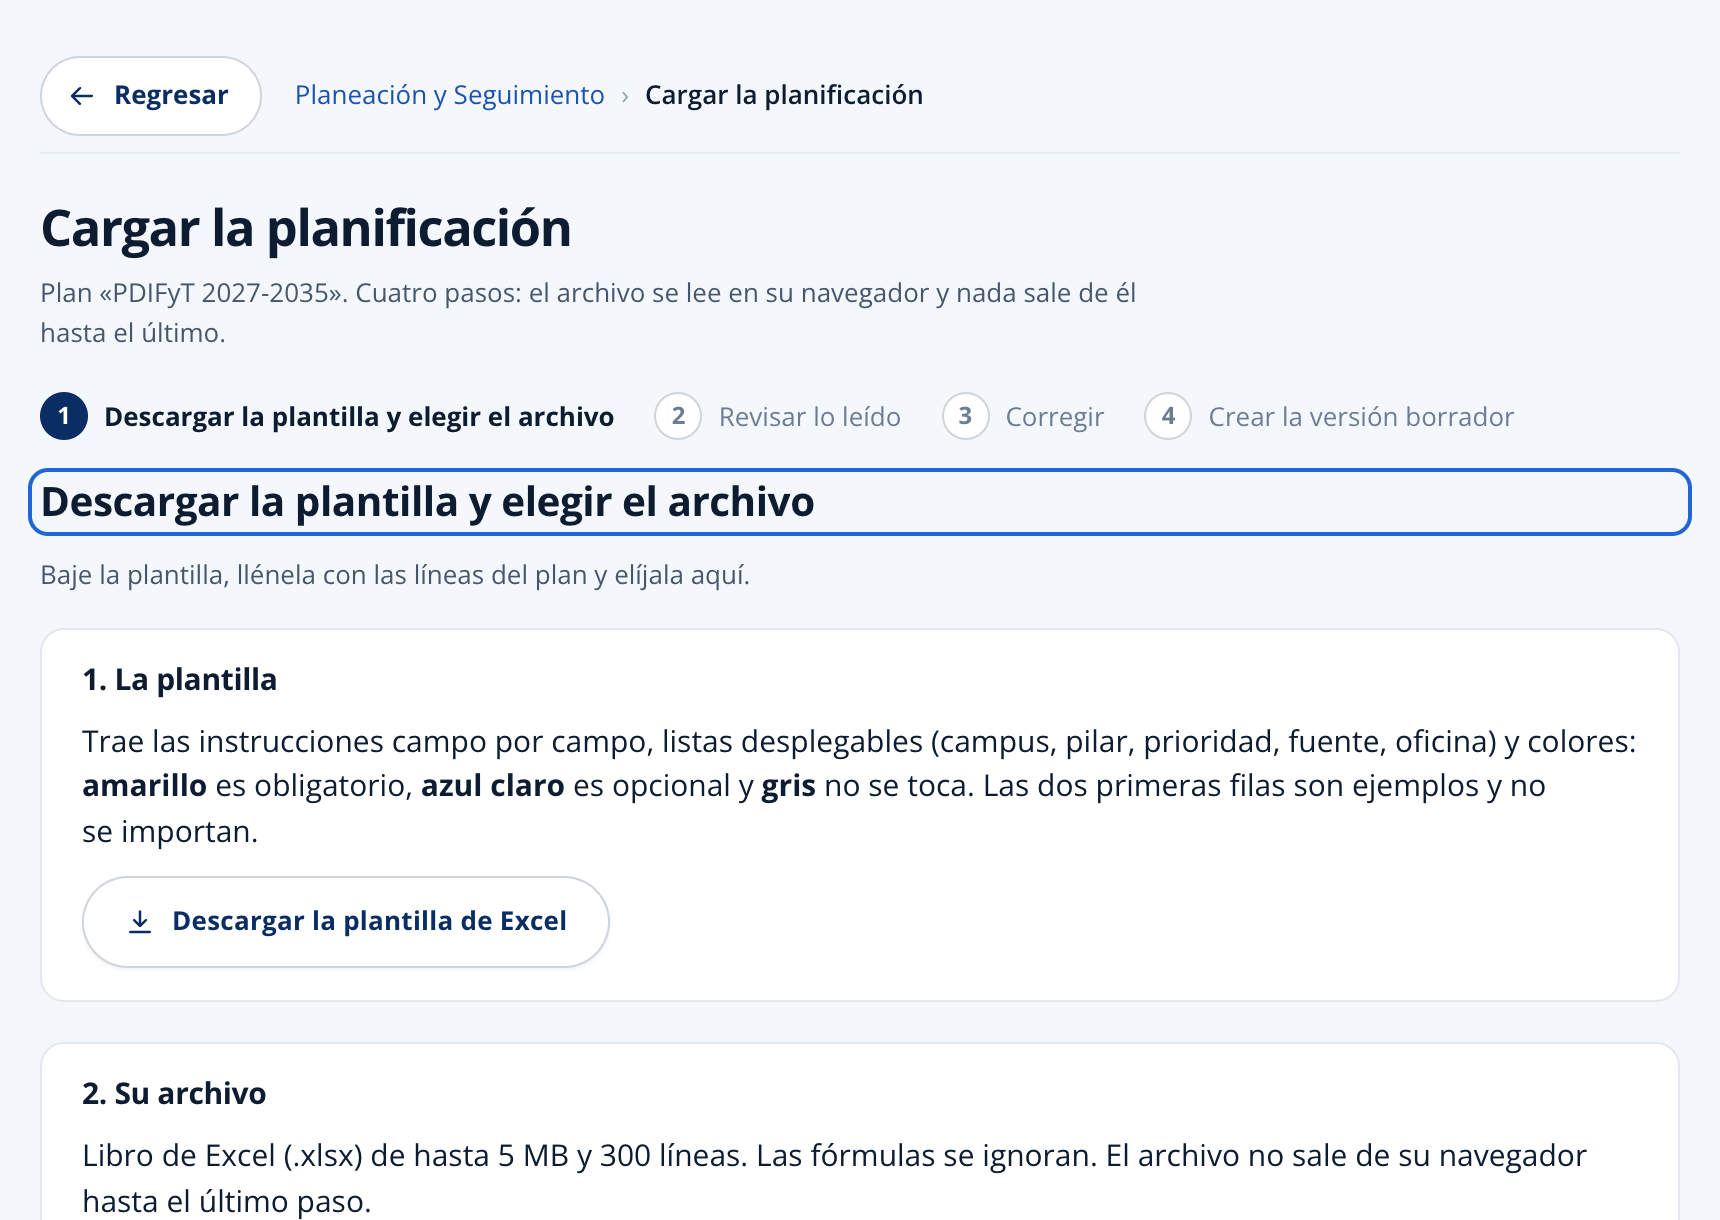 Regresar
Planeación y Seguimiento › Cargar la planificación
Cargar la planificación
Plan «PDIFyT 2027-2035». Cuatro pasos: el archivo se lee en su navegador y nada sale de él
hasta el último.
1 Descargar la plantilla y elegir el archivo 2 Revisar lo leído 3 Corregir 4 Crear la versión borrador
Descargar la plantilla y elegir el archivo
Baje la plantilla, llénela con las líneas del plan y elíjala aquí.
1. La plantilla
Trae las instrucciones campo por campo, listas desplegables (campus, pilar, prioridad, fuente, oficina) y colores:
amarillo es obligatorio, azul claro es opcional y gris no se toca. Las dos primeras filas son ejemplos y no
se importan.
Descargar la plantilla de Excel
2. Su archivo
Libro de Excel (.xlsx) de hasta 5 MB y 300 líneas. Las fórmulas se ignoran. El archivo no sale de su navegador
hasta el último paso.